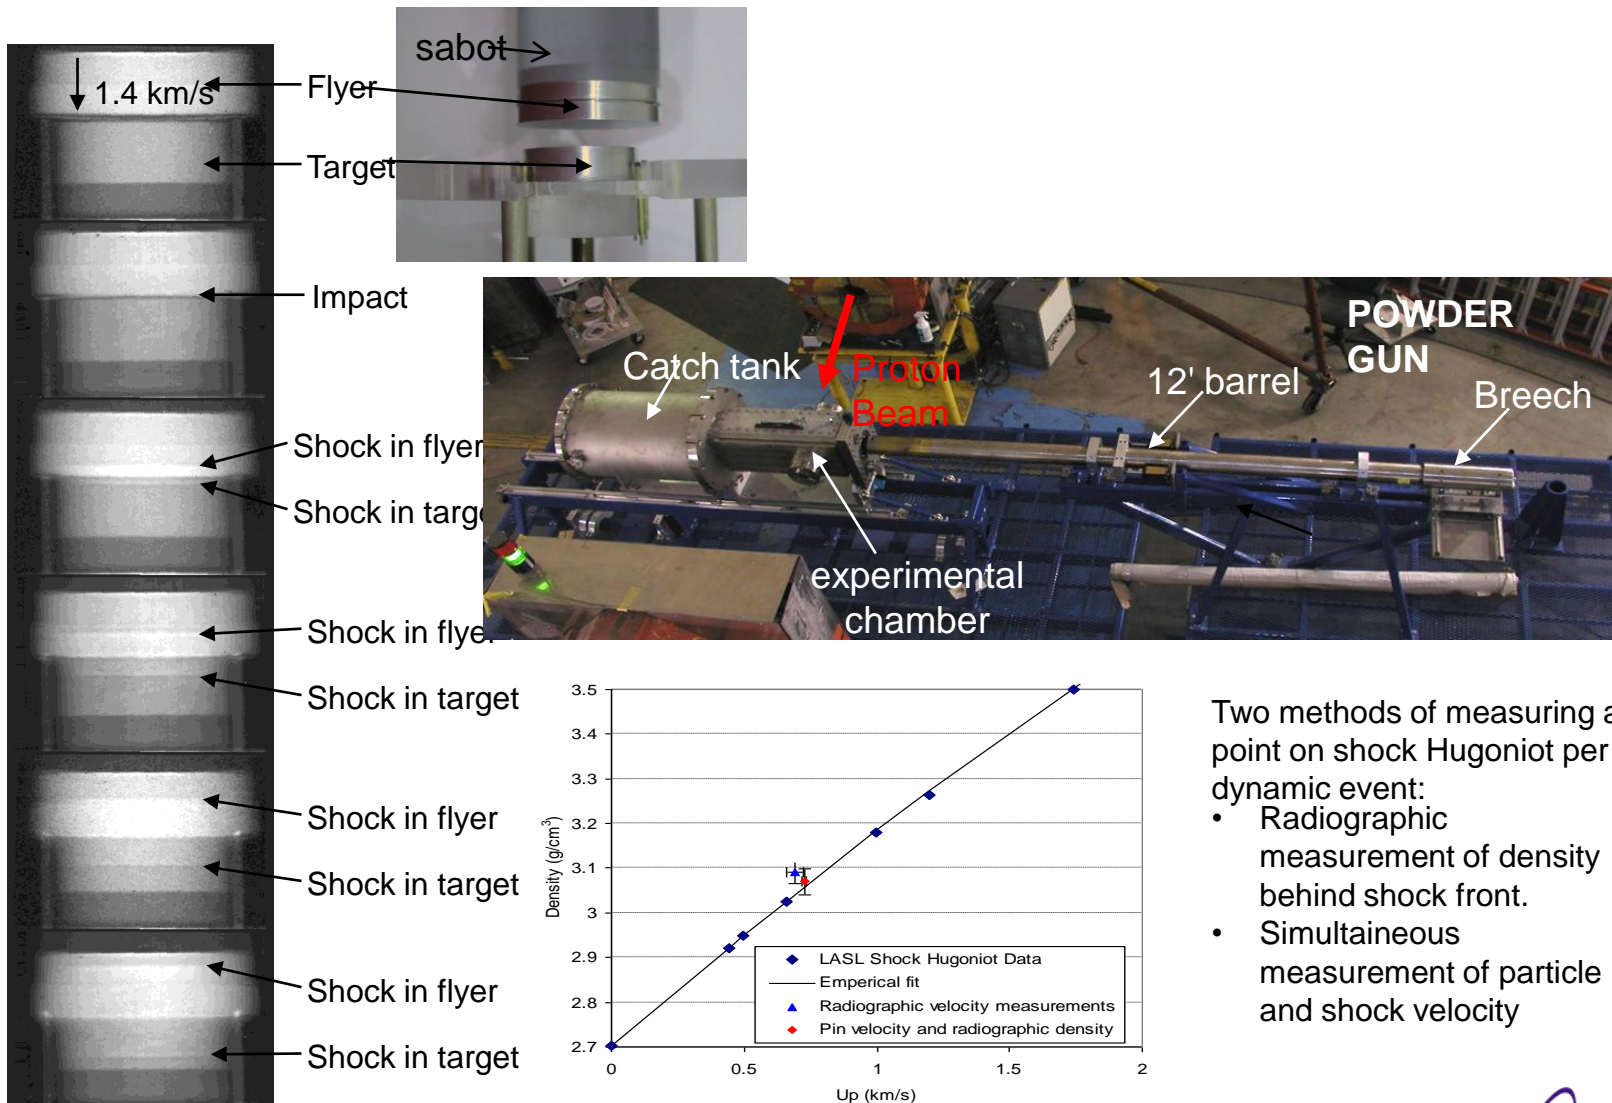 1.4 km/s
Flyer
Target
Impact
Shock in flyer
Shock in targe
Shock in flyer
Shock in target
Shock in flyer
Shock in target
Shock in flyer
Shock in target
sabot
POWDER
GUN
Catch tank
Proton
Beam
12' barrel
Breech
experimental
chamber
3.5
3.4
3.3
3.2
3.1
3
2.9
2.8
2.7
0
0.5
1
1.5
2
Density (g/cm³)
Up (km/s)
LASL Shock Hugoniot Data
Emperical fit
Radiographic velocity measurements
Pin velocity and radiographic density
Two methods of measuring a
point on shock Hugoniot per
dynamic event:
• Radiographic
measurement of density
behind shock front.
• Simultaineous
measurement of particle
and shock velocity